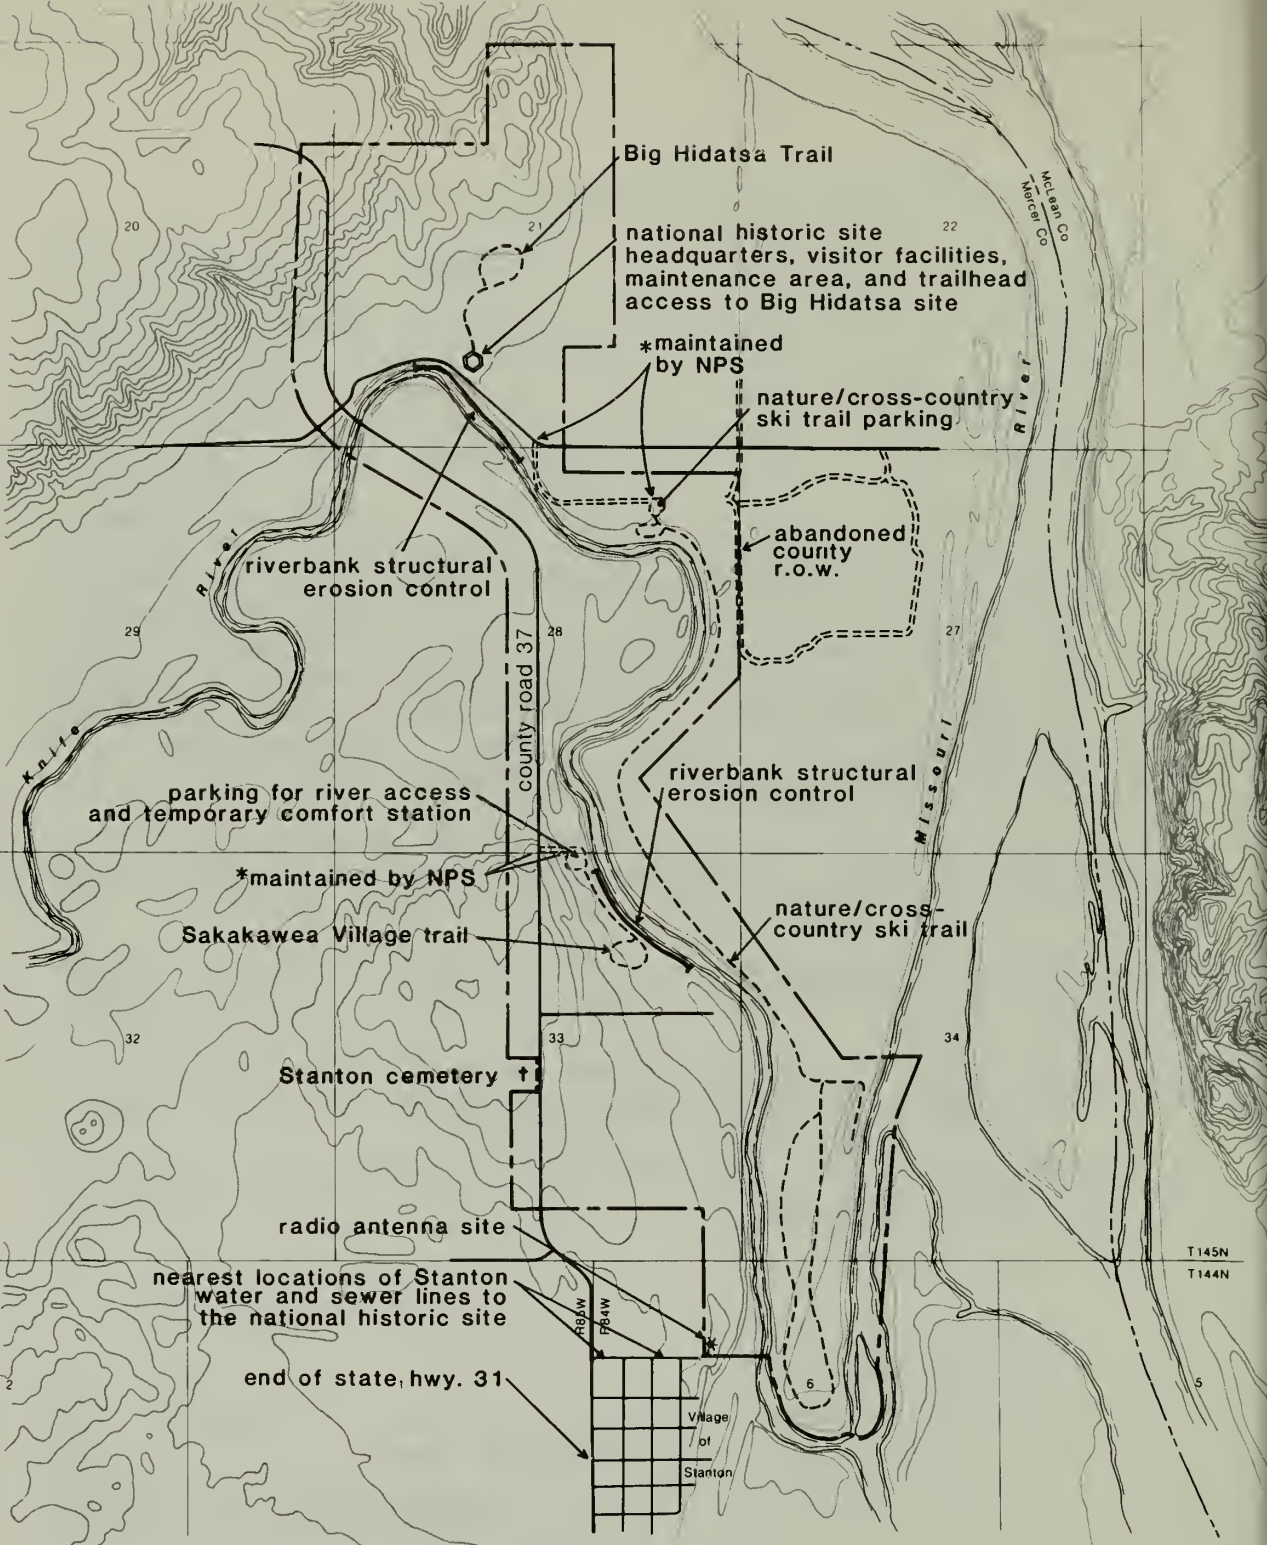 Big Hidatsa Trail
McLean Co
Mercer Co
20
21
22
national historic site
headquarters, visitor facilities,
maintenance area, and trailhead
access to Big Hidatsa site
*maintained
by NPS
nature/cross-country
ski trail parking
River
abandoned
county
r.o.w.
River
riverbank structural
erosion control
29
28
27
county road 37
Knife
Missouri
riverbank structural
erosion control
parking for river access
and temporary comfort station
*maintained by NPS
nature/cross-
country ski trail
Sakakawea Village trail
32
33
34
Stanton cemetery
radio antenna site
T145N
T144N
nearest locations of Stanton
water and sewer lines to
the national historic site
R85W
R84W
*
end of state hwy. 31
2
6
5
Village
of
Stanton